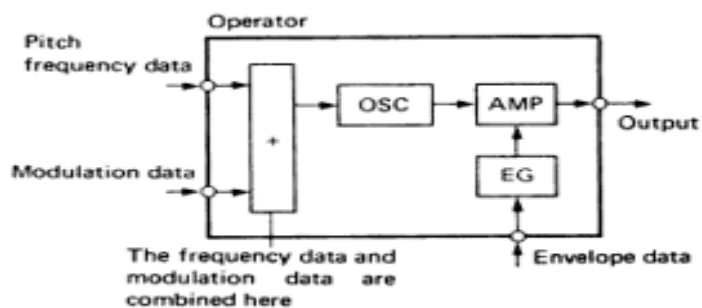 Operator
Pitch
frequency data
OSC
AMP
+
Output
Modulation data
EG
The frequency data and
modulation data are
combined here
Envelope data